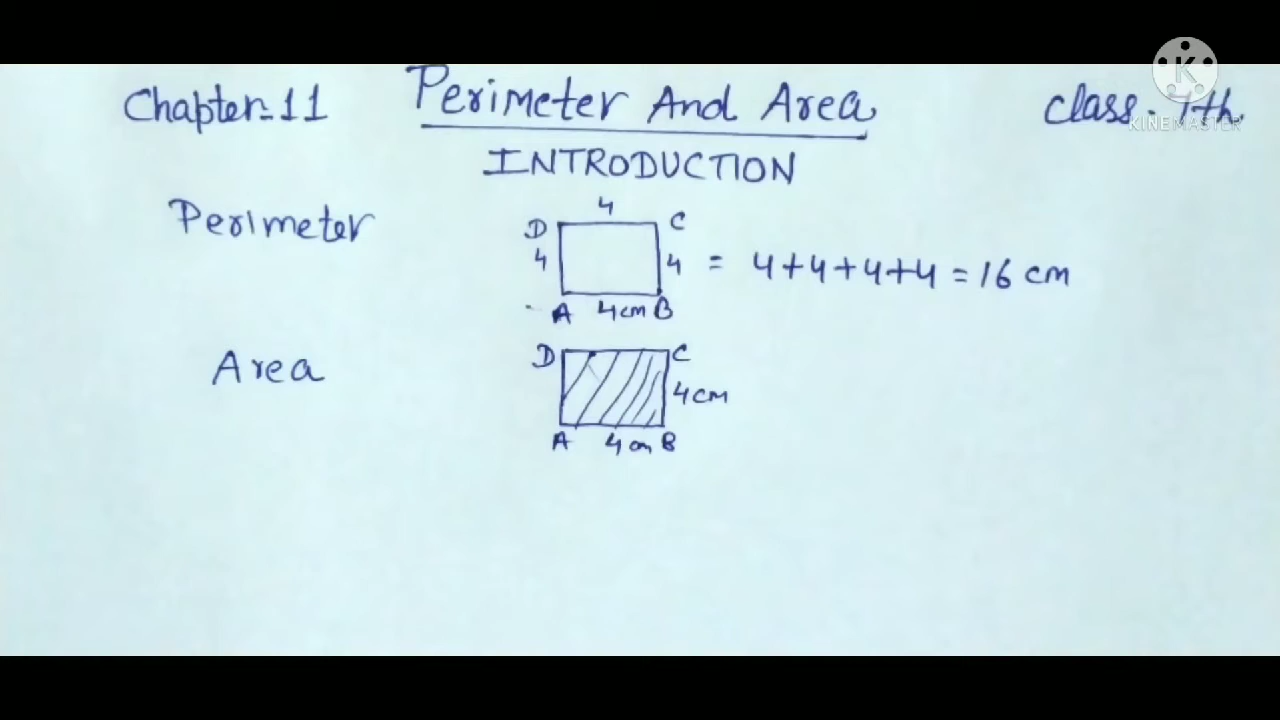 Chapter-11 Perimeter And Area Class-7th
KINEMASTER
INTRODUCTION
Perimeter
4
D C
4 4 = 4+4+4+4 = 16 cm
A 4cm B
Area
D C
4cm
A 4cm B